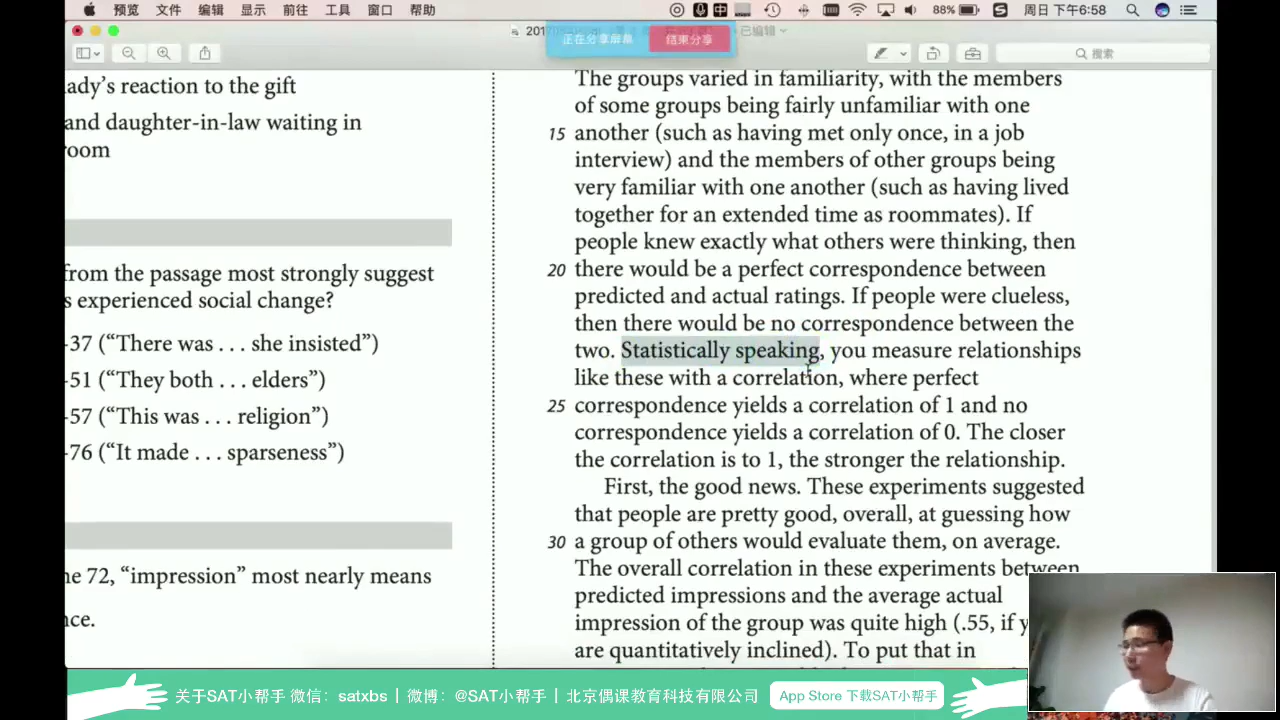 预览 文件 编辑 显示 前往 工具 窗口 帮助
中
88%
周日 下午6:58
201
正在分享屏幕
结束分享
已编辑
搜索
lady's reaction to the gift
and daughter-in-law waiting in
room
from the passage most strongly suggest
s experienced social change?
-37 (“There was . . . she insisted”)
-51 (“They both . . . elders”)
-57 (“This was . . . religion”)
-76 (“It made . . . sparseness”)
ne 72, “impression” most nearly means
nce.
The groups varied in familiarity, with the members
of some groups being fairly unfamiliar with one
15 another (such as having met only once, in a job
interview) and the members of other groups being
very familiar with one another (such as having lived
together for an extended time as roommates). If
people knew exactly what others were thinking, then
20 there would be a perfect correspondence between
predicted and actual ratings. If people were clueless,
then there would be no correspondence between the
two. Statistically speaking, you measure relationships
like these with a correlation, where perfect
25 correspondence yields a correlation of 1 and no
correspondence yields a correlation of 0. The closer
the correlation is to 1, the stronger the relationship.
First, the good news. These experiments suggested
that people are pretty good, overall, at guessing how
30 a group of others would evaluate them, on average.
The overall correlation in these experiments between
predicted impressions and the average actual
impression of the group was quite high (.55, if y
are quantitatively inclined). To put that in
关于SAT小帮手 微信：satxbs | 微博：@SAT小帮手 | 北京偶课教育科技有限公司
App Store 下载SAT小帮手